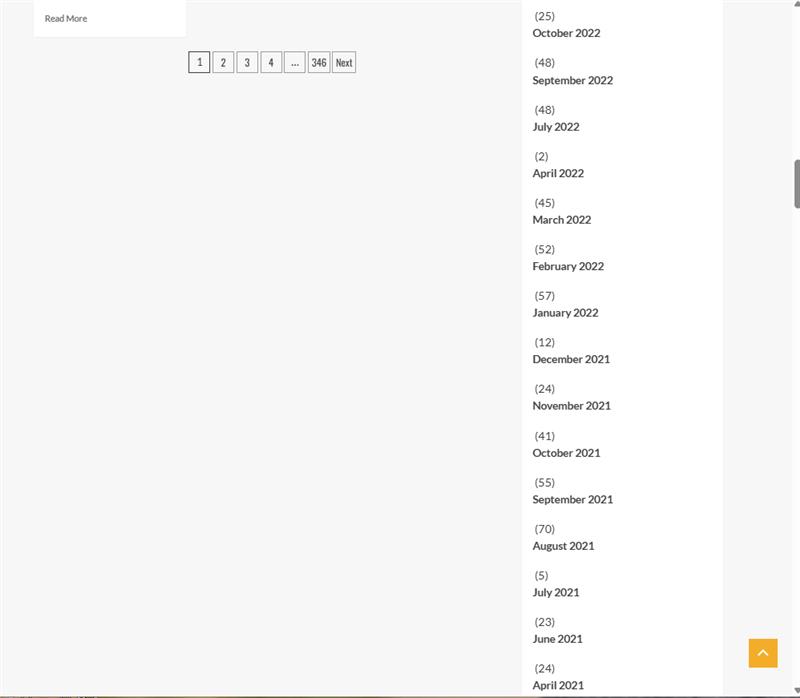 Read More
1 2 3 4 … 346 Next
(25)
October 2022
(48)
September 2022
(48)
July 2022
(2)
April 2022
(45)
March 2022
(52)
February 2022
(57)
January 2022
(12)
December 2021
(24)
November 2021
(41)
October 2021
(55)
September 2021
(70)
August 2021
(5)
July 2021
(23)
June 2021
(24)
April 2021